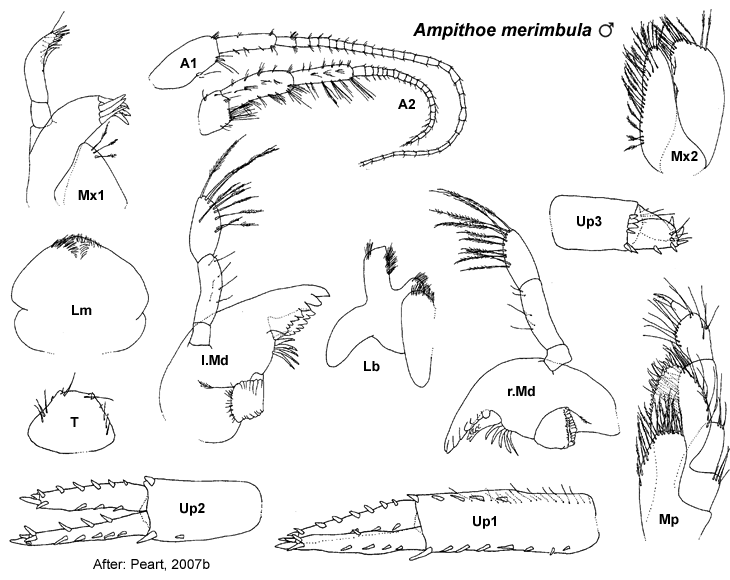 Ampithoe merimbula ♂
A1
A2
Mx1
Mx2
Up3
Lm
l.Md
Lb
r.Md
T
Up2
Up1
Mp
After: Peart, 2007b